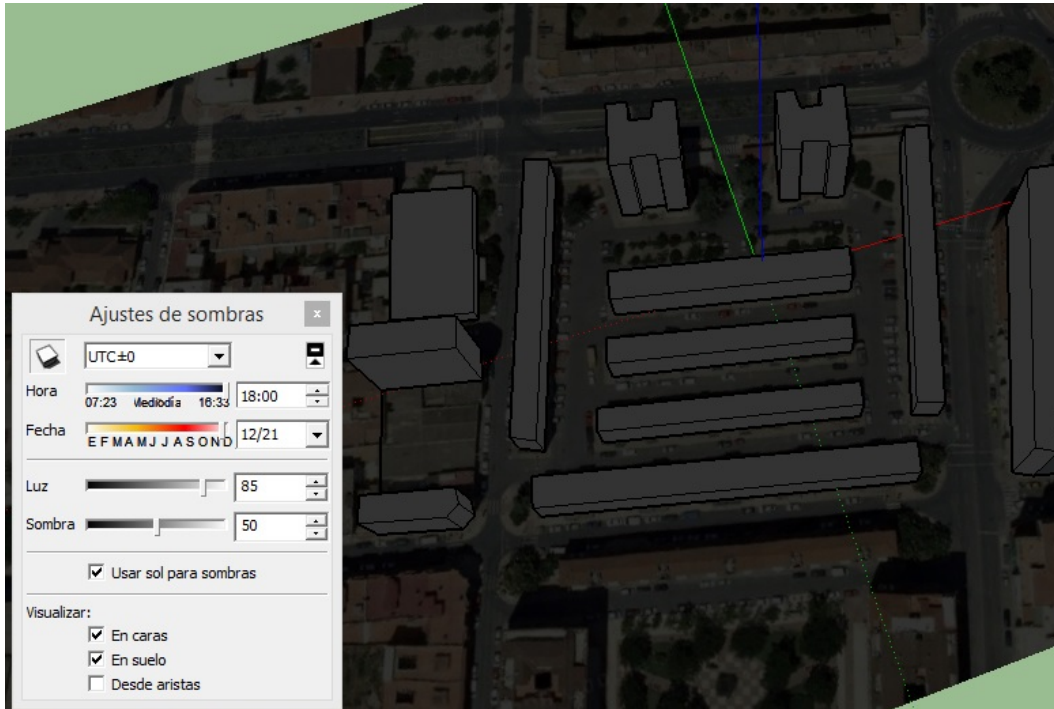 Ajustes de sombras
x
UTC±0
Hora
07:23 Mediodía 16:33
18:00
Fecha
E F M A M J J A S O N D
12/21
Luz
85
Sombra
50
Usar sol para sombras
Visualizar:
En caras
En suelo
Desde aristas